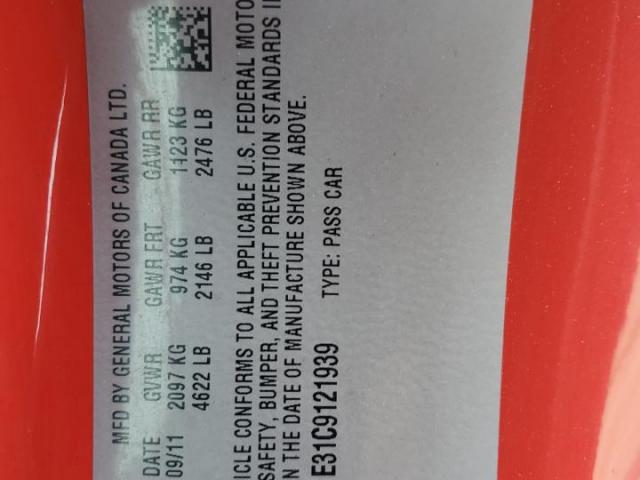 MFD BY GENERAL MOTORS OF CANADA LTD.
DATE GVWR GAWR FRT GAWR RR
09/11 2097 KG 974 KG 1123 KG
4622 LB 2146 LB 2476 LB
ICLE CONFORMS TO ALL APPLICABLE U.S. FEDERAL MOTO
SAFETY, BUMPER, AND THEFT PREVENTION STANDARDS I
N THE DATE OF MANUFACTURE SHOWN ABOVE.
E31C9121939 TYPE: PASS CAR